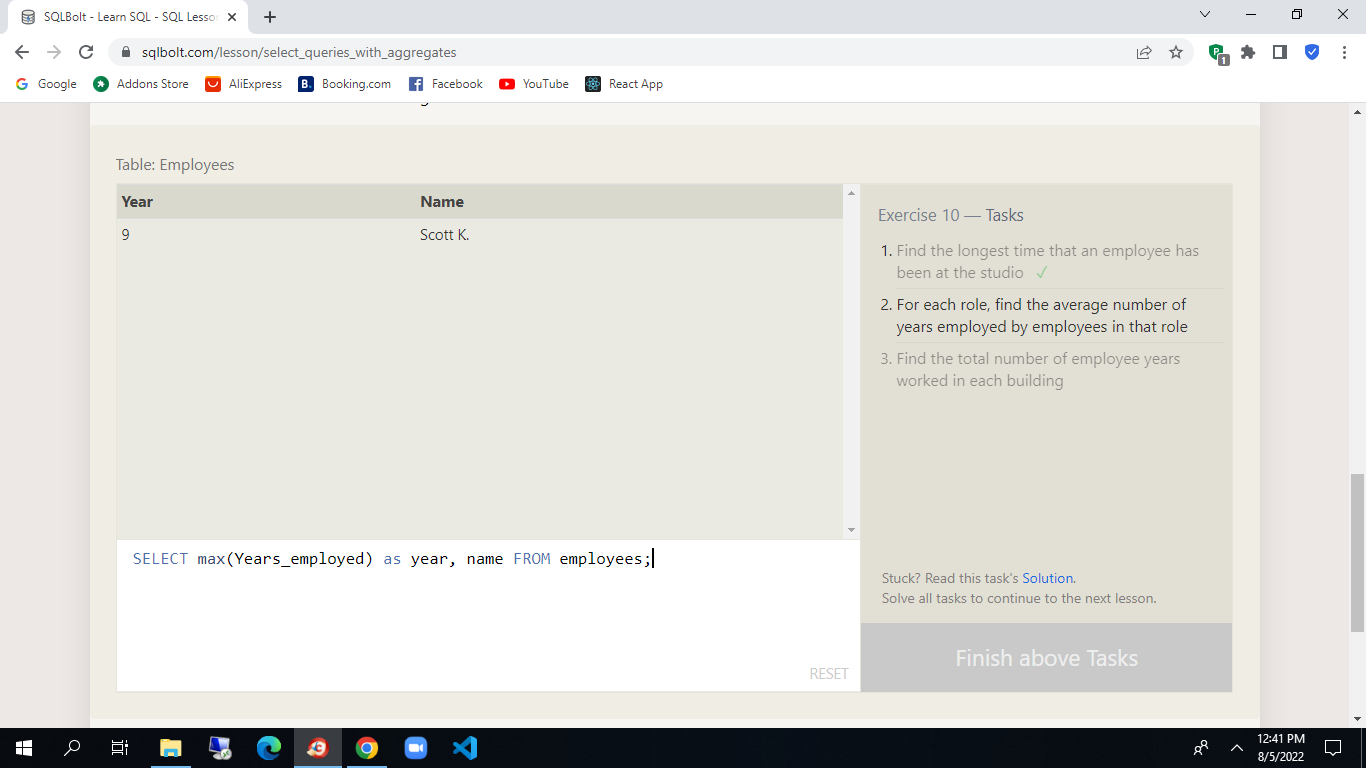 SQLBolt - Learn SQL - SQL Lesso
sqlbolt.com/lesson/select_queries_with_aggregates
1
Google
Addons Store
AliExpress
B.
Booking.com
Facebook
YouTube
React App
Table: Employees
Year Name
9 Scott K.
SELECT max(Years_employed) as year, name FROM employees;
RESET
Exercise 10 — Tasks
1. Find the longest time that an employee has
been at the studio ✓
2. For each role, find the average number of
years employed by employees in that role
3. Find the total number of employee years
worked in each building
Stuck? Read this task's Solution.
Solve all tasks to continue to the next lesson.
Finish above Tasks
12:41 PM
8/5/2022